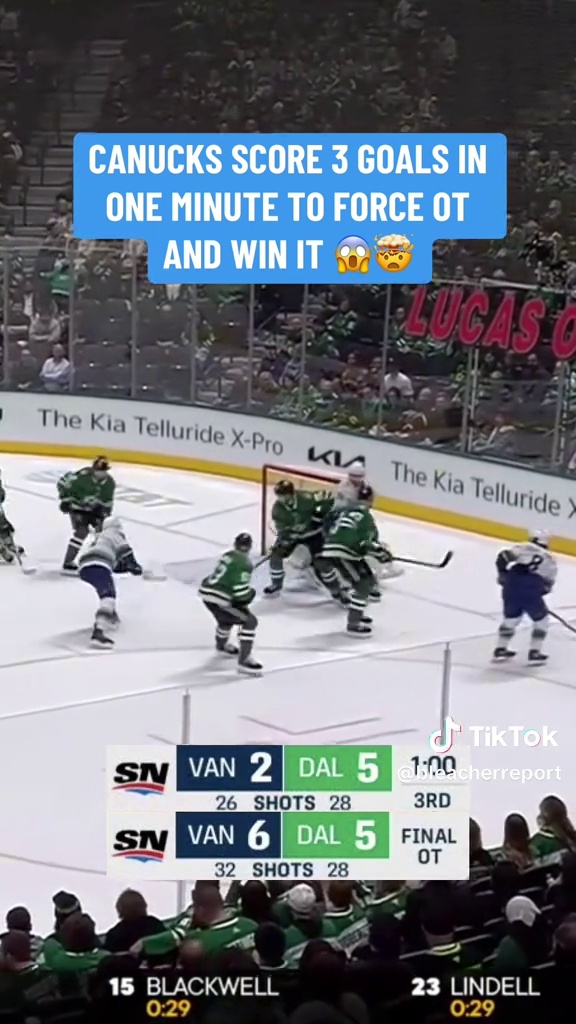 CANUCKS SCORE 3 GOALS IN
ONE MINUTE TO FORCE OT
AND WIN IT 😱🤯
LUCAS O
The Kia Telluride X-Pro
KIA
The Kia Telluride X
8
TikTok
@bleacherreport
SN VAN 2 DAL 5 1:00
26 SHOTS 28 3RD
SN VAN 6 DAL 5 FINAL
OT
32 SHOTS 28
15 BLACKWELL 23 LINDELL
0:29 0:29